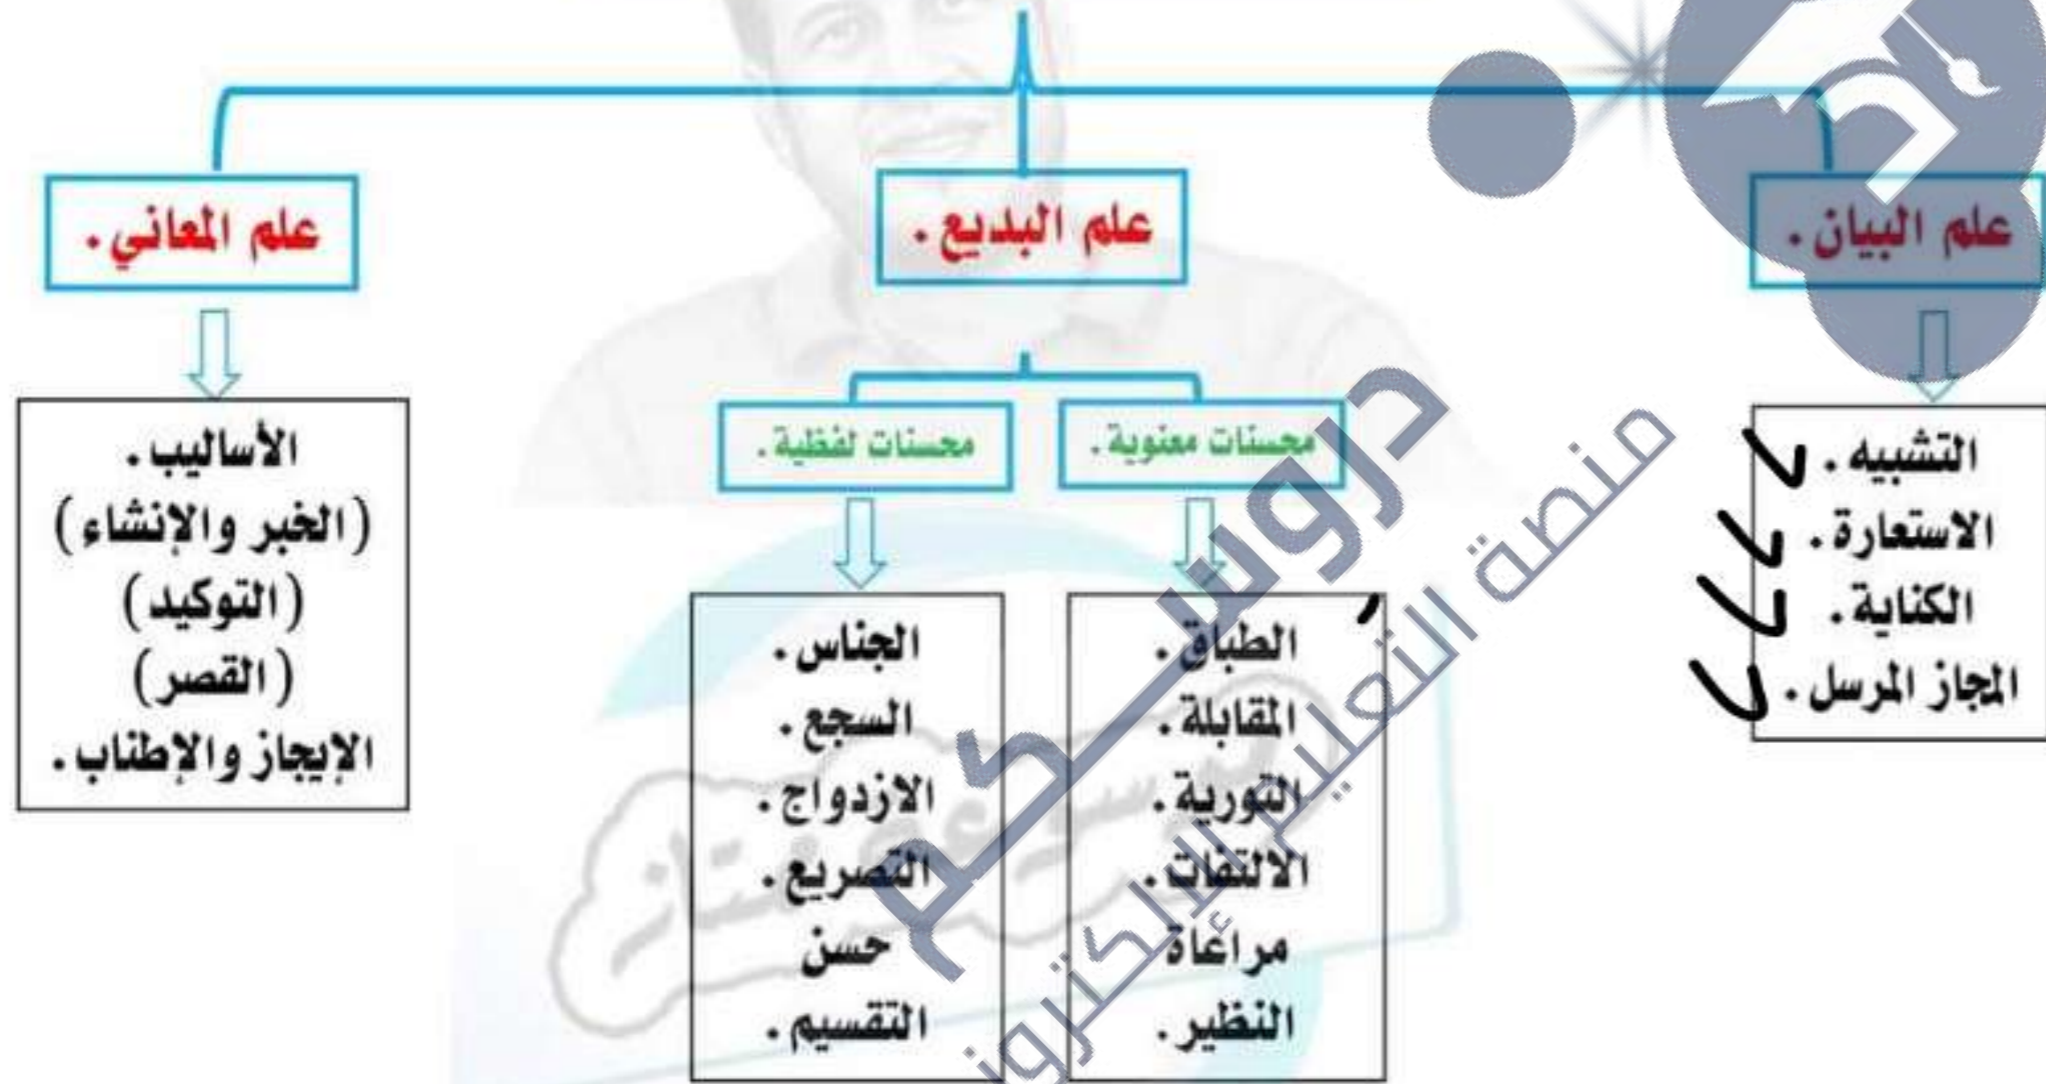 علم البيان.
علم البديع.
علم المعاني.
التشبيه.
الاستعارة.
الكناية.
المجاز المرسل.
محسنات معنوية.
محسنات لفظية.
الطباق.
المقابلة.
التورية.
الالتفات.
مراعاة
النظير.
الجناس.
السجع.
الازدواج.
التصريع.
حسن
التقسيم.
الأساليب.
(الخبر والإنشاء)
(التوكيد)
(القصر)
الإيجاز والإطناب.
دروسكم
منصة التعليم